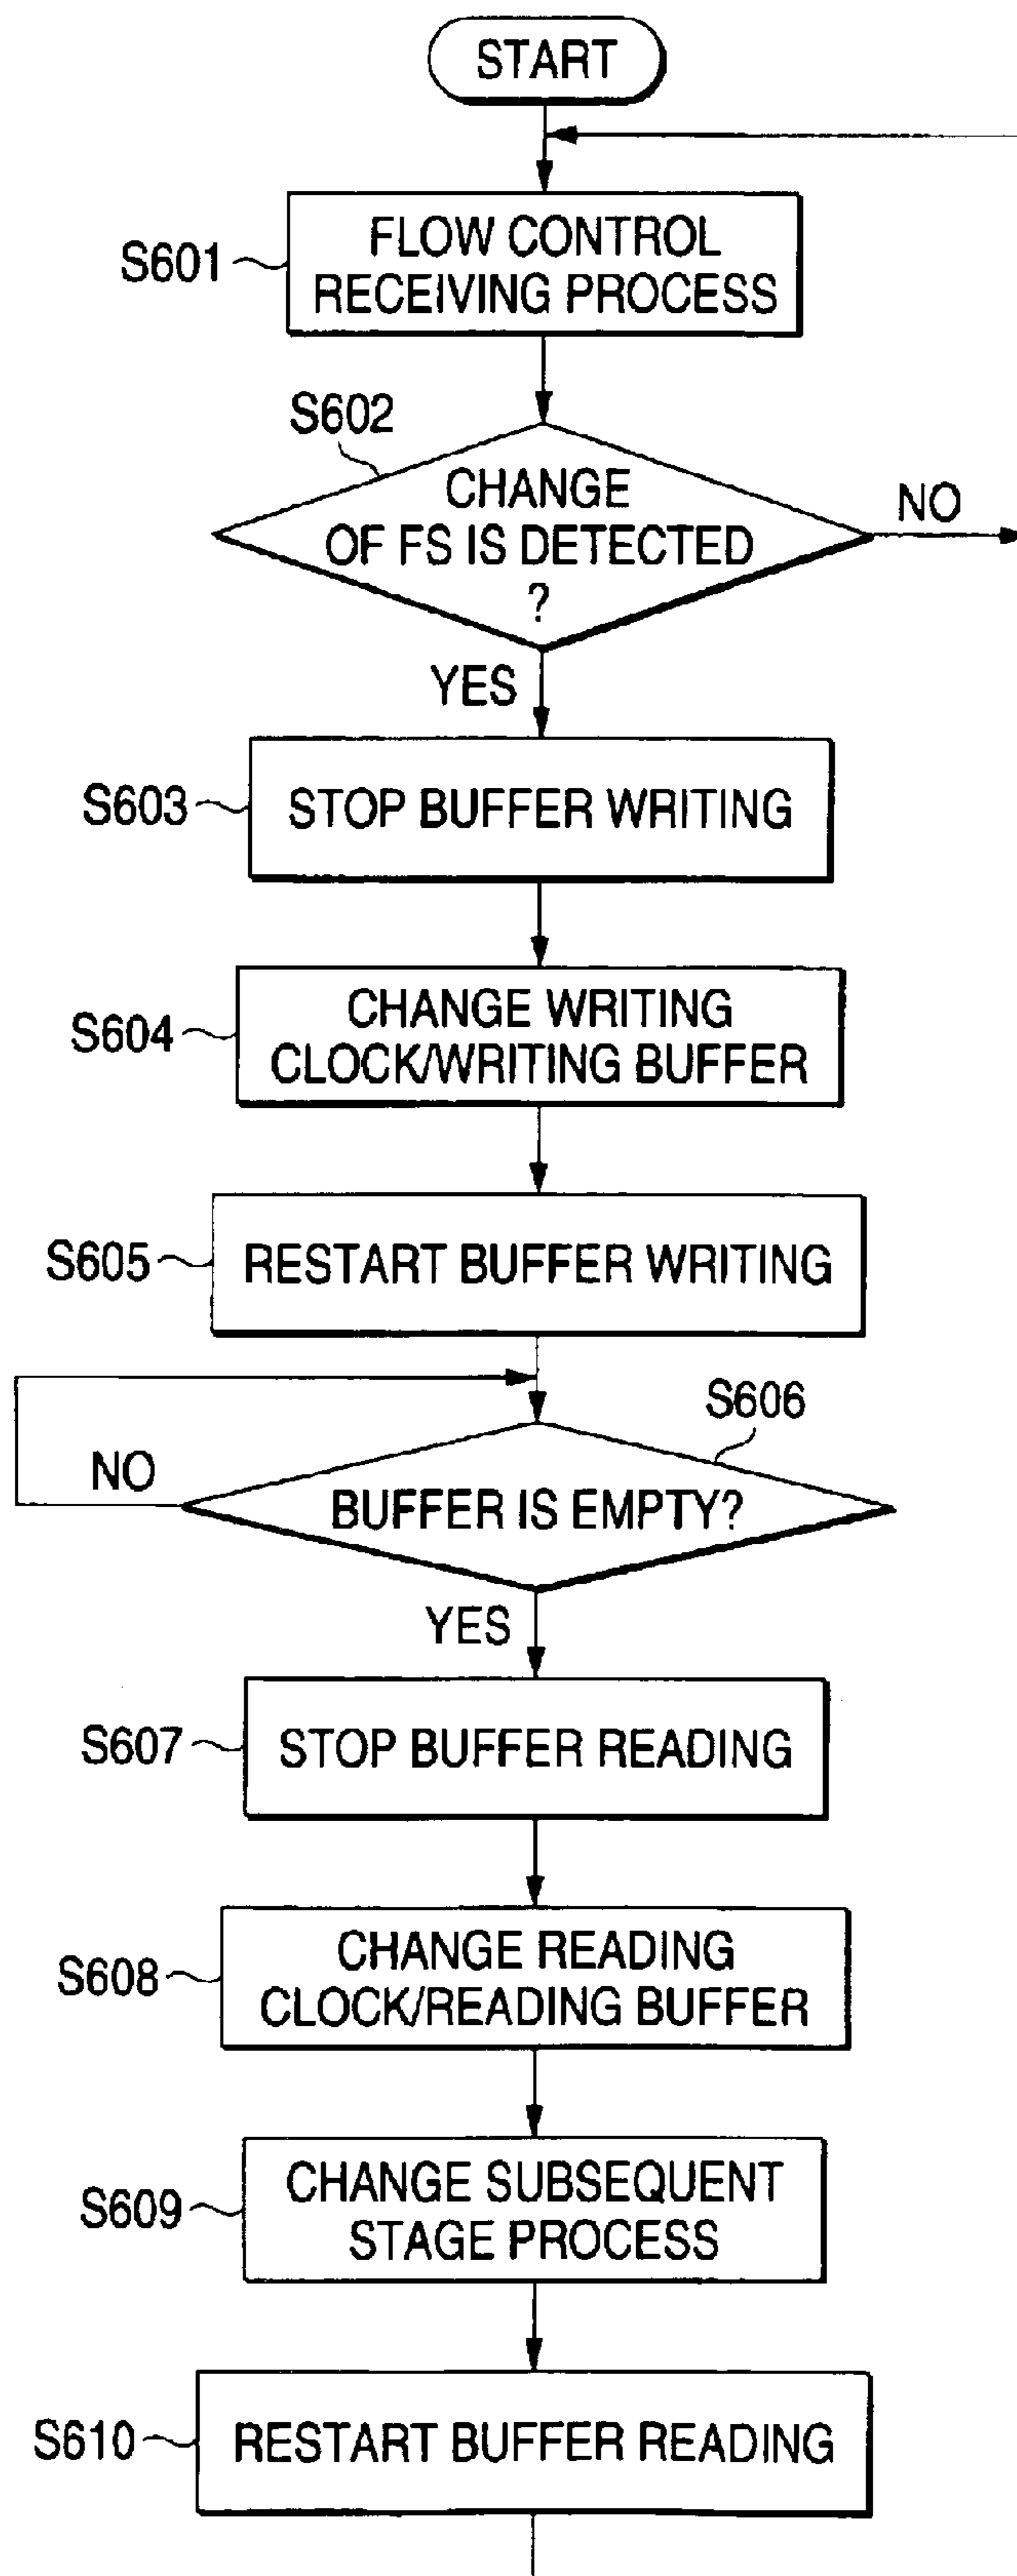 START
S601
FLOW CONTROL
RECEIVING PROCESS
S602
CHANGE
OF FS IS DETECTED
?
NO
YES
S603
STOP BUFFER WRITING
S604
CHANGE WRITING
CLOCK/WRITING BUFFER
S605
RESTART BUFFER WRITING
S606
NO
BUFFER IS EMPTY?
YES
S607
STOP BUFFER READING
S608
CHANGE READING
CLOCK/READING BUFFER
S609
CHANGE SUBSEQUENT
STAGE PROCESS
S610
RESTART BUFFER READING